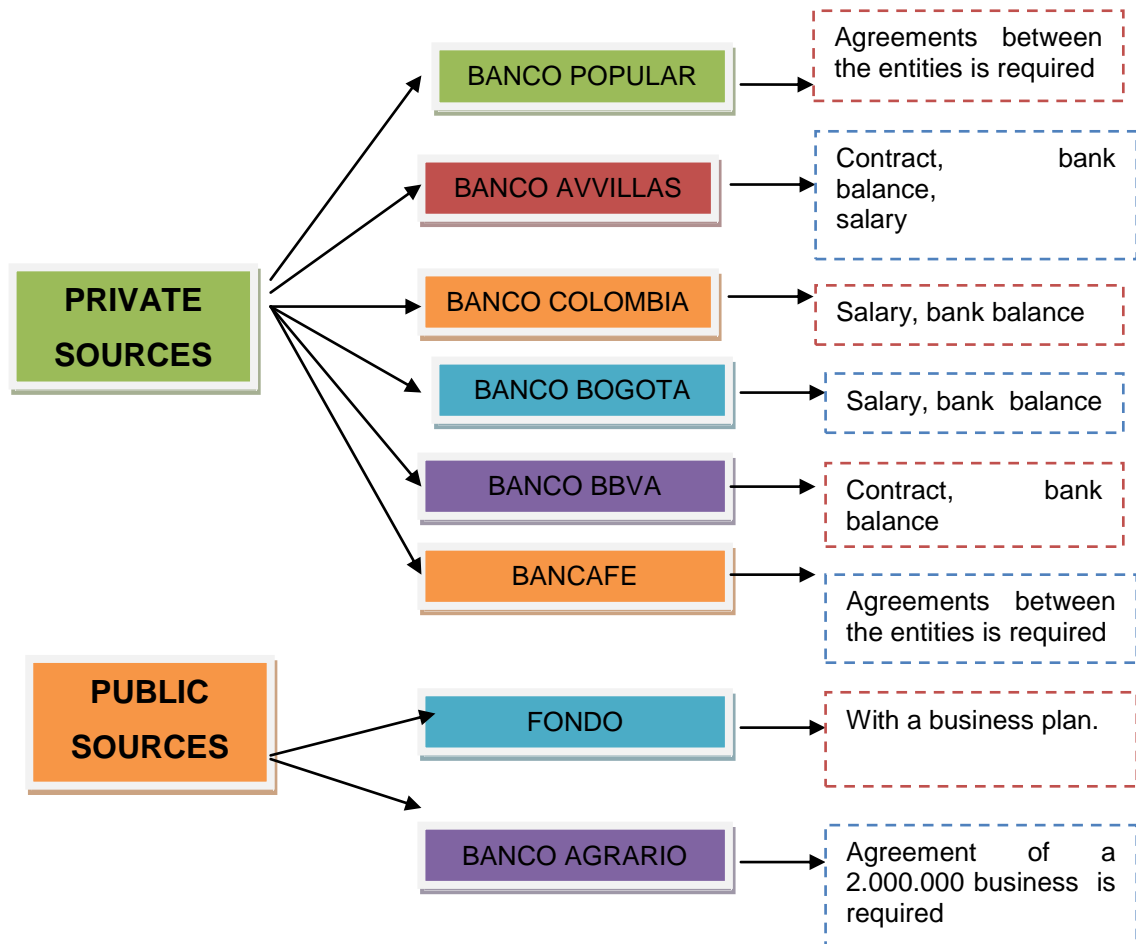 BANCO POPULAR
Agreements between
the entities is required
BANCO AVVILLAS
Contract, bank
balance,
salary
PRIVATE
SOURCES
BANCO COLOMBIA
Salary, bank balance
BANCO BOGOTA
Salary, bank balance
BANCO BBVA
Contract, bank
balance
BANCAFE
Agreements between
the entities is required
PUBLIC
SOURCES
FONDO
With a business plan.
BANCO AGRARIO
Agreement of a
2.000.000 business is
required